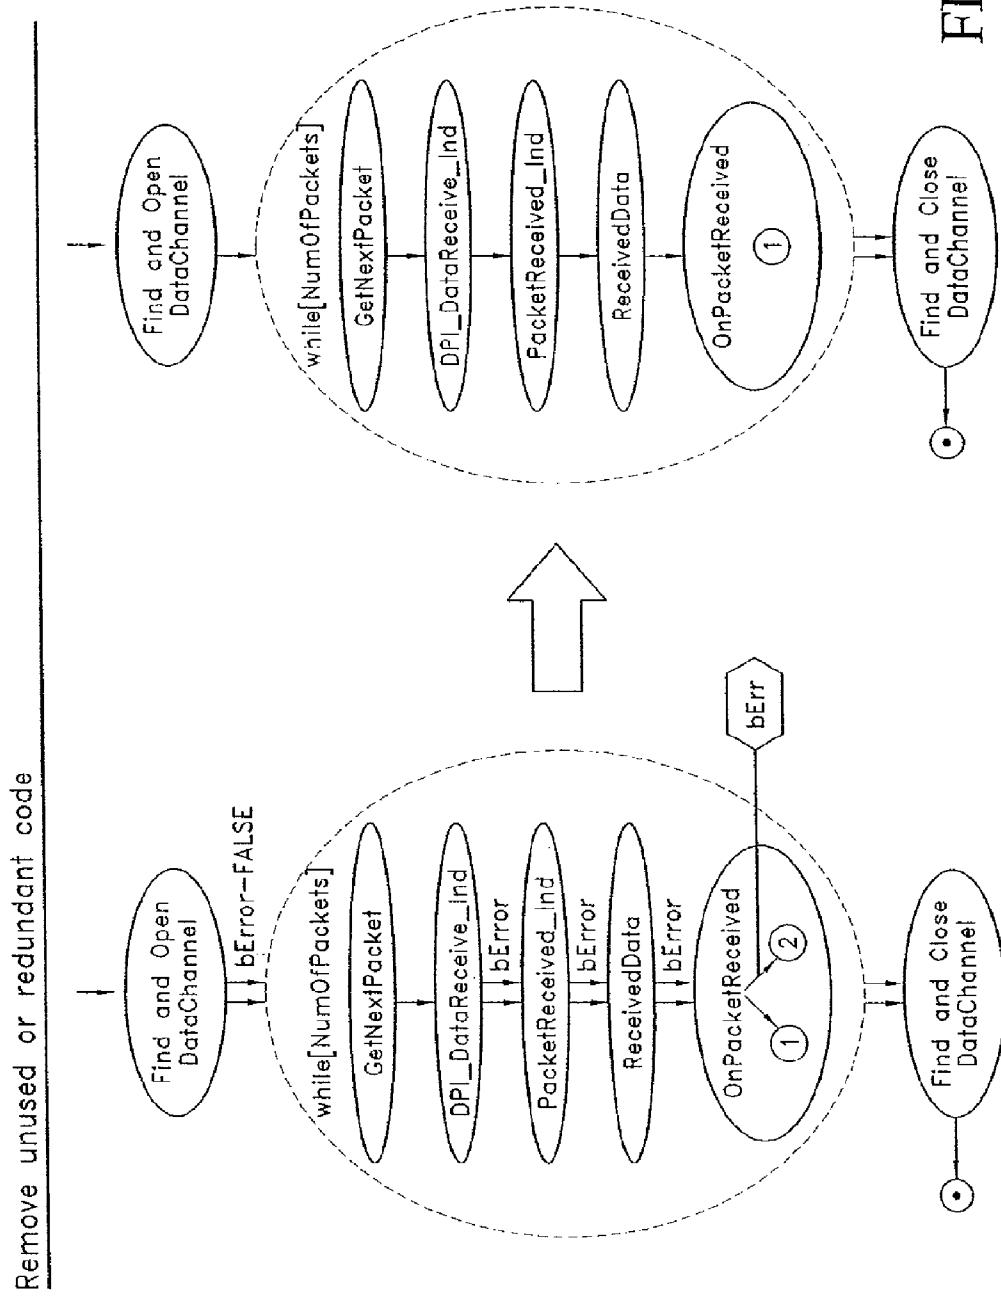 Remove unused or redundant code
Find and Open
DataChannel
bError-FALSE
while[NumOfPackets]
GetNextPacket
DPI_DataReceive_Ind
bError
PacketReceived_Ind
bError
ReceivedData
bError
OnPacketReceived
1
2
bErr
Find and Close
DataChannel
Find and Open
DataChannel
while[NumOfPackets]
GetNextPacket
DPI_DataReceive_Ind
PacketReceived_Ind
ReceivedData
OnPacketReceived
1
Find and Close
DataChannel